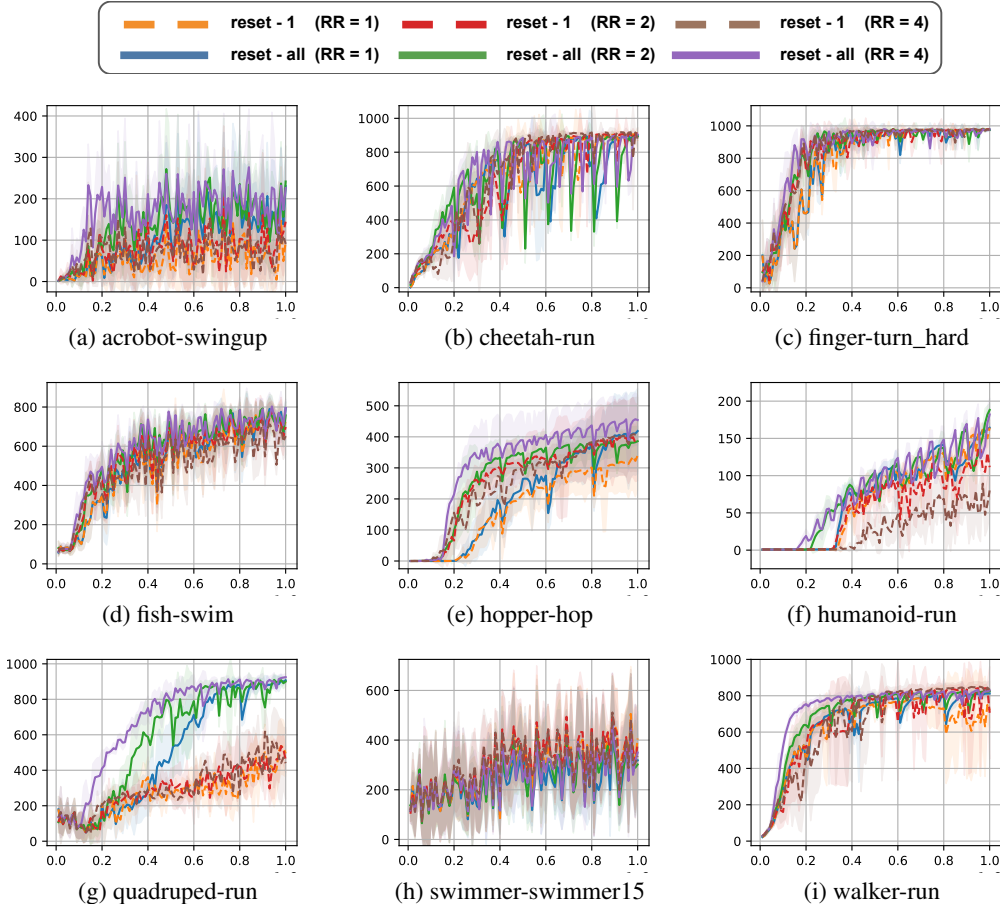 reset - 1 (RR = 1) reset - 1 (RR = 2) reset - 1 (RR = 4)
reset - all (RR = 1) reset - all (RR = 2) reset - all (RR = 4)
400
300
200
100
0
0.0 0.2 0.4 0.6 0.8 1.0
(a) acrobot-swingup
1000
800
600
400
200
0
0.0 0.2 0.4 0.6 0.8 1.0
(b) cheetah-run
1000
800
600
400
200
0
0.0 0.2 0.4 0.6 0.8 1.0
(c) finger-turn_hard
800
600
400
200
0
0.0 0.2 0.4 0.6 0.8 1.0
(d) fish-swim
500
400
300
200
100
0
0.0 0.2 0.4 0.6 0.8 1.0
(e) hopper-hop
200
150
100
50
0
0.0 0.2 0.4 0.6 0.8 1.0
(f) humanoid-run
1000
800
600
400
200
0
0.0 0.2 0.4 0.6 0.8 1.0
(g) quadruped-run
600
400
200
0
0.0 0.2 0.4 0.6 0.8 1.0
(h) swimmer-swimmer15
1000
800
600
400
200
0
0.0 0.2 0.4 0.6 0.8 1.0
(i) walker-run